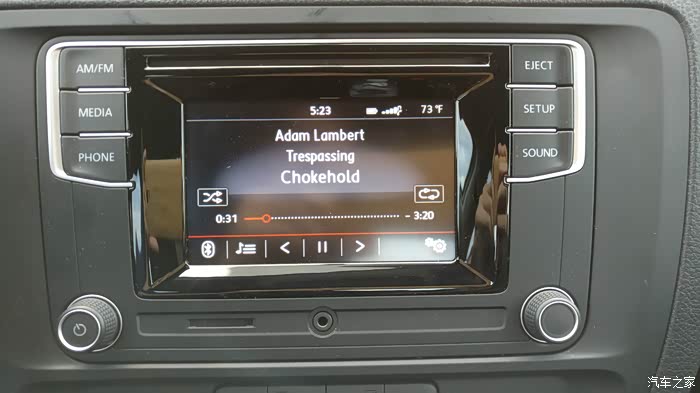 AM/FM
MEDIA
PHONE
5:23
73 °F
Adam Lambert
Trespassing
Chokehold
0:31
- 3:20
EJECT
SETUP
SOUND
汽车之家